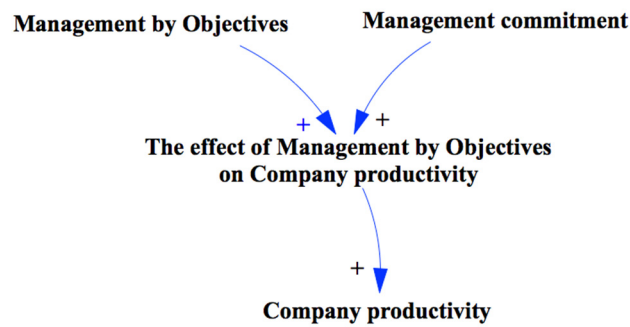 Management by Objectives
Management commitment
+
+
The effect of Management by Objectives
on Company productivity
+
Company productivity